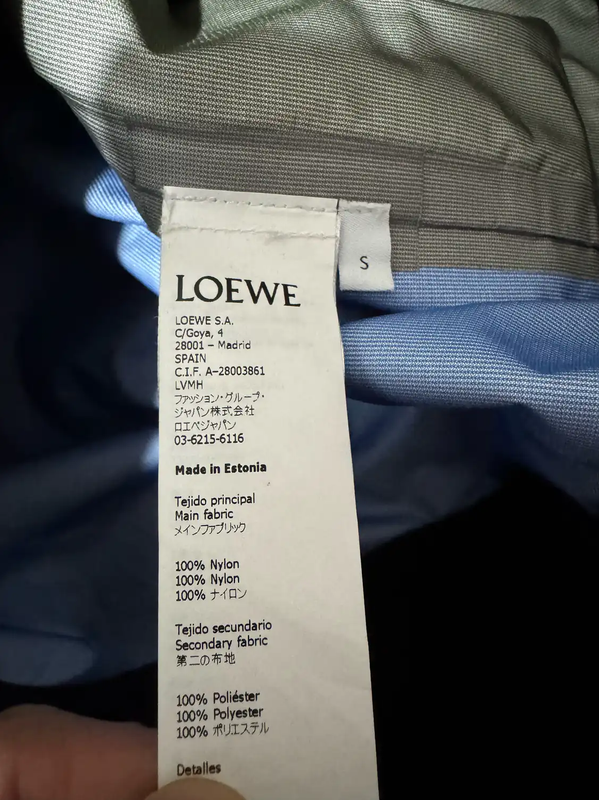 S
LOEWE
LOEWE S.A.
C/Goya, 4
28001 – Madrid
SPAIN
C.I.F. A–28003861
LVMH
ファッション・グループ・
ジャパン株式会社
ロエベジャパン
03-6215-6116
Made in Estonia
Tejido principal
Main fabric
メインファブリック
100% Nylon
100% Nylon
100% ナイロン
Tejido secundario
Secondary fabric
第二の布地
100% Poliéster
100% Polyester
100% ポリエステル
Detalles